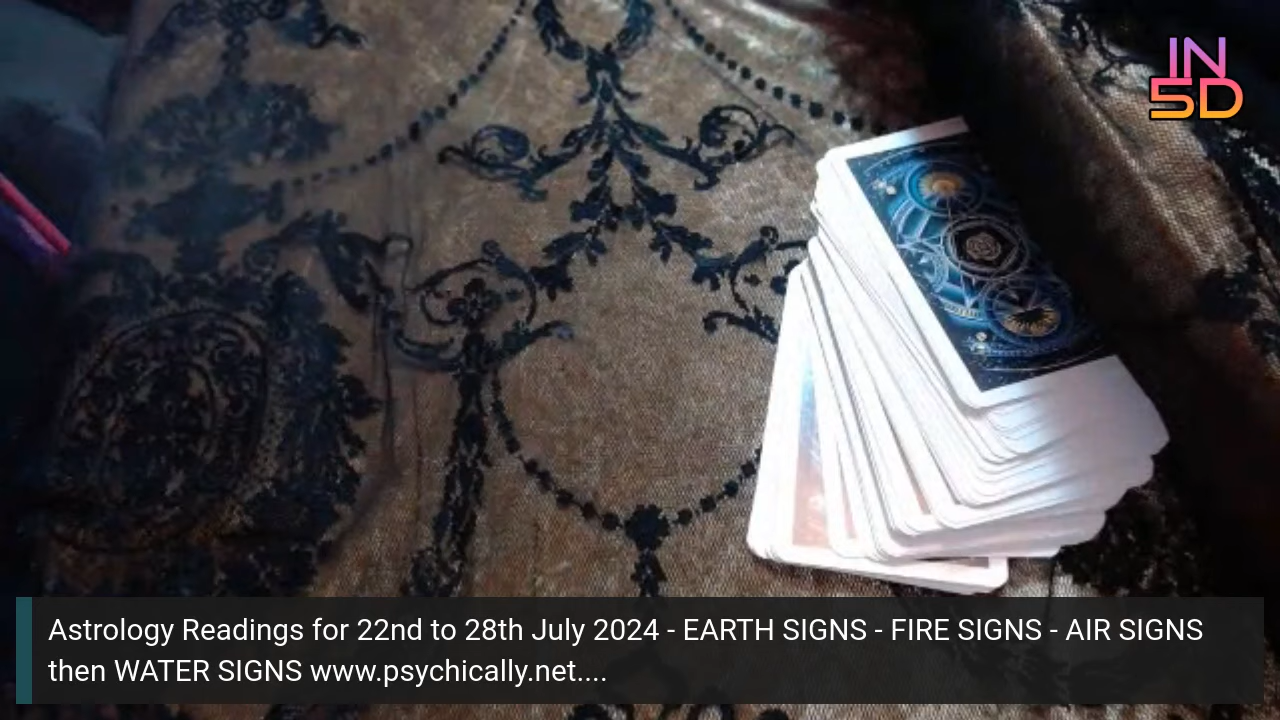 IN
5D
Astrology Readings for 22nd to 28th July 2024 - EARTH SIGNS - FIRE SIGNS - AIR SIGNS
then WATER SIGNS www.psychically.net....